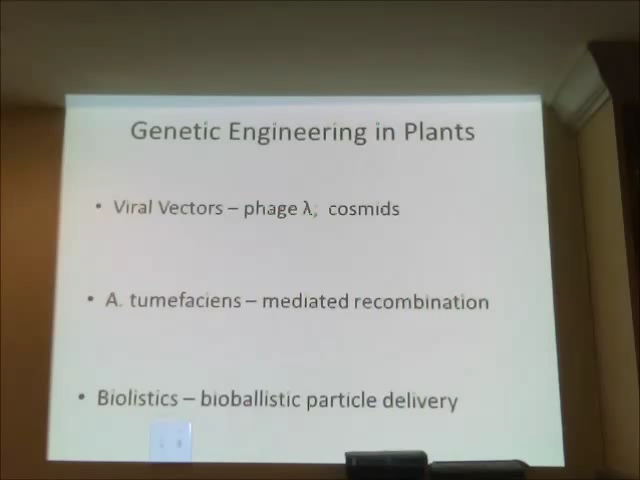 Genetic Engineering in Plants
• Viral Vectors – phage λ, cosmids
• A. tumefaciens – mediated recombination
• Biolistics – bioballistic particle delivery